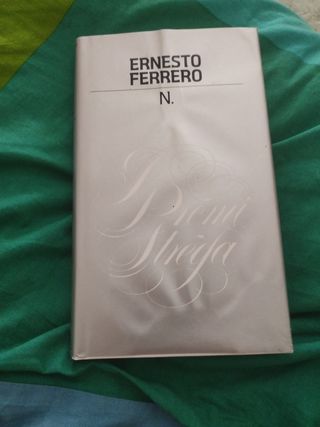 ERNESTO
FERRERO
N.
I Premi
Strega